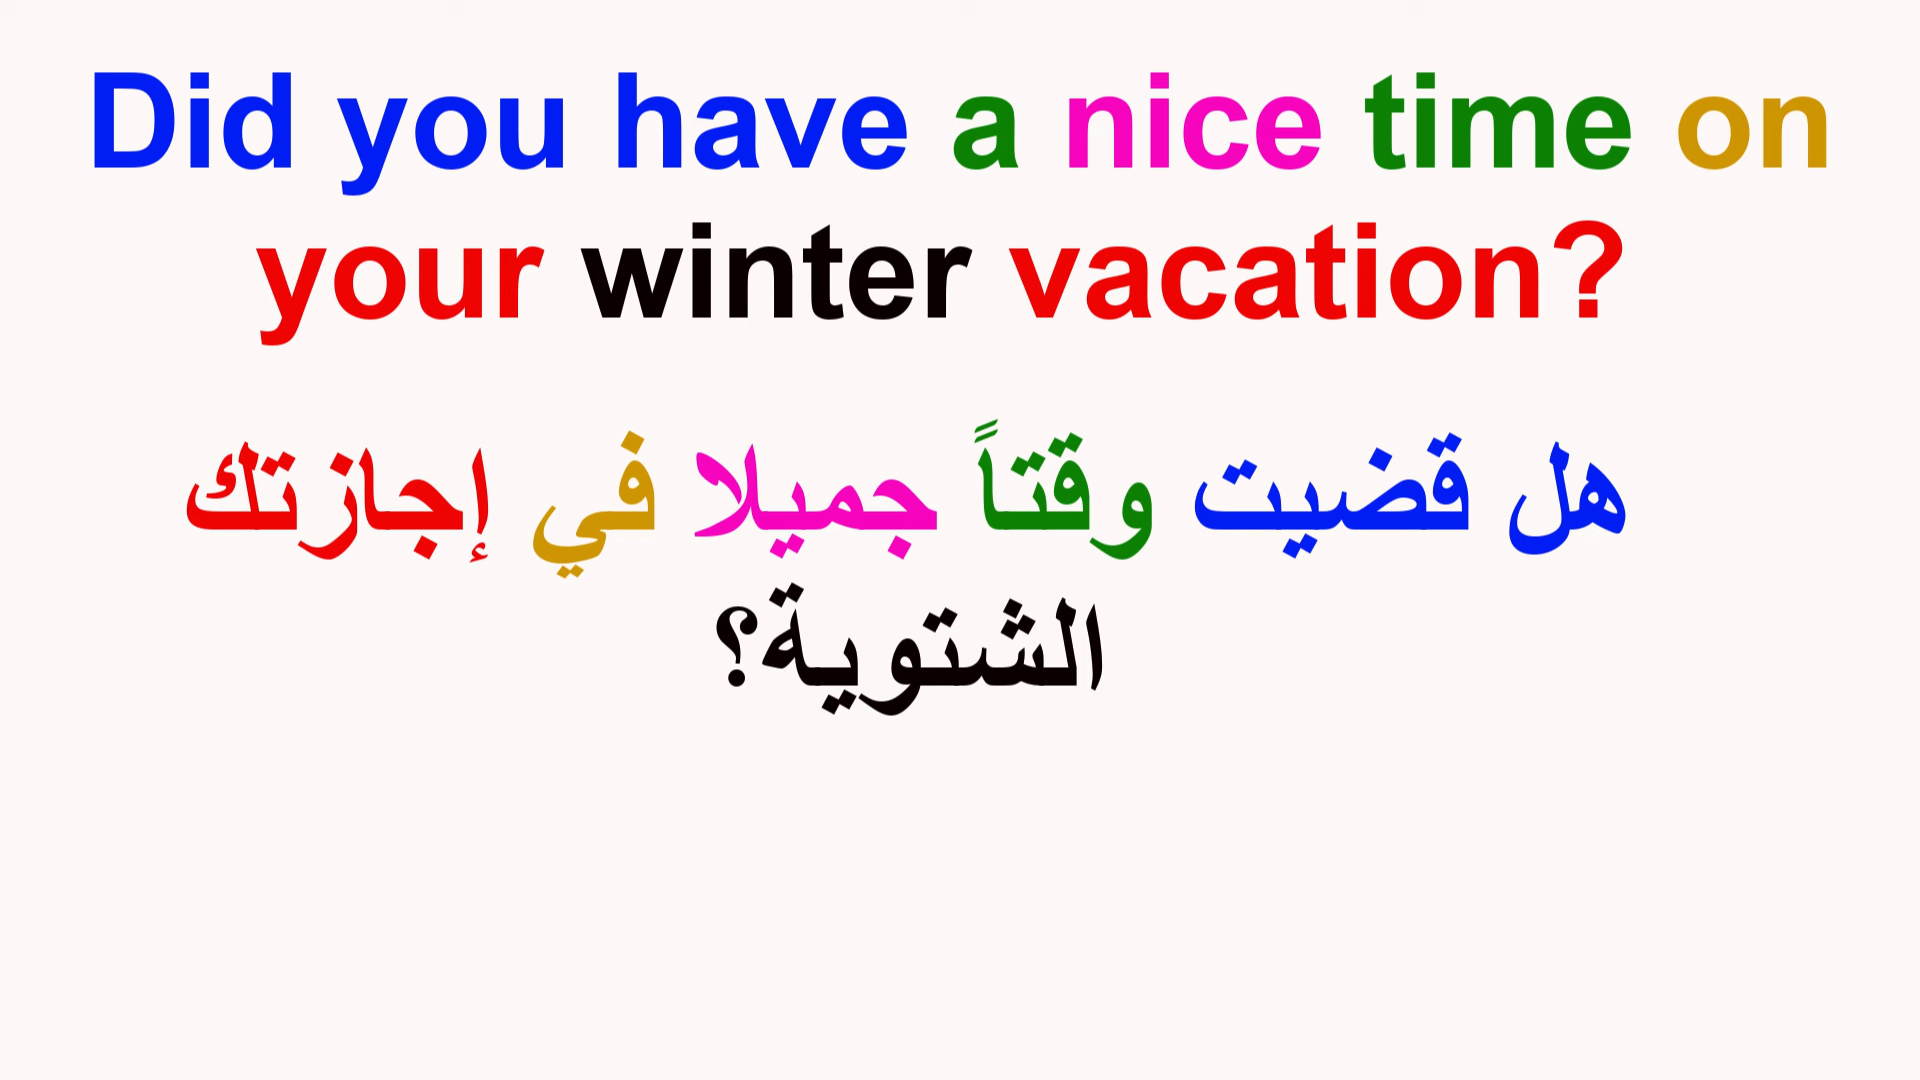 Did you have a nice time on
your winter vacation?
هل قضيت وقتاً جميلا في إجازتك
الشتوية؟